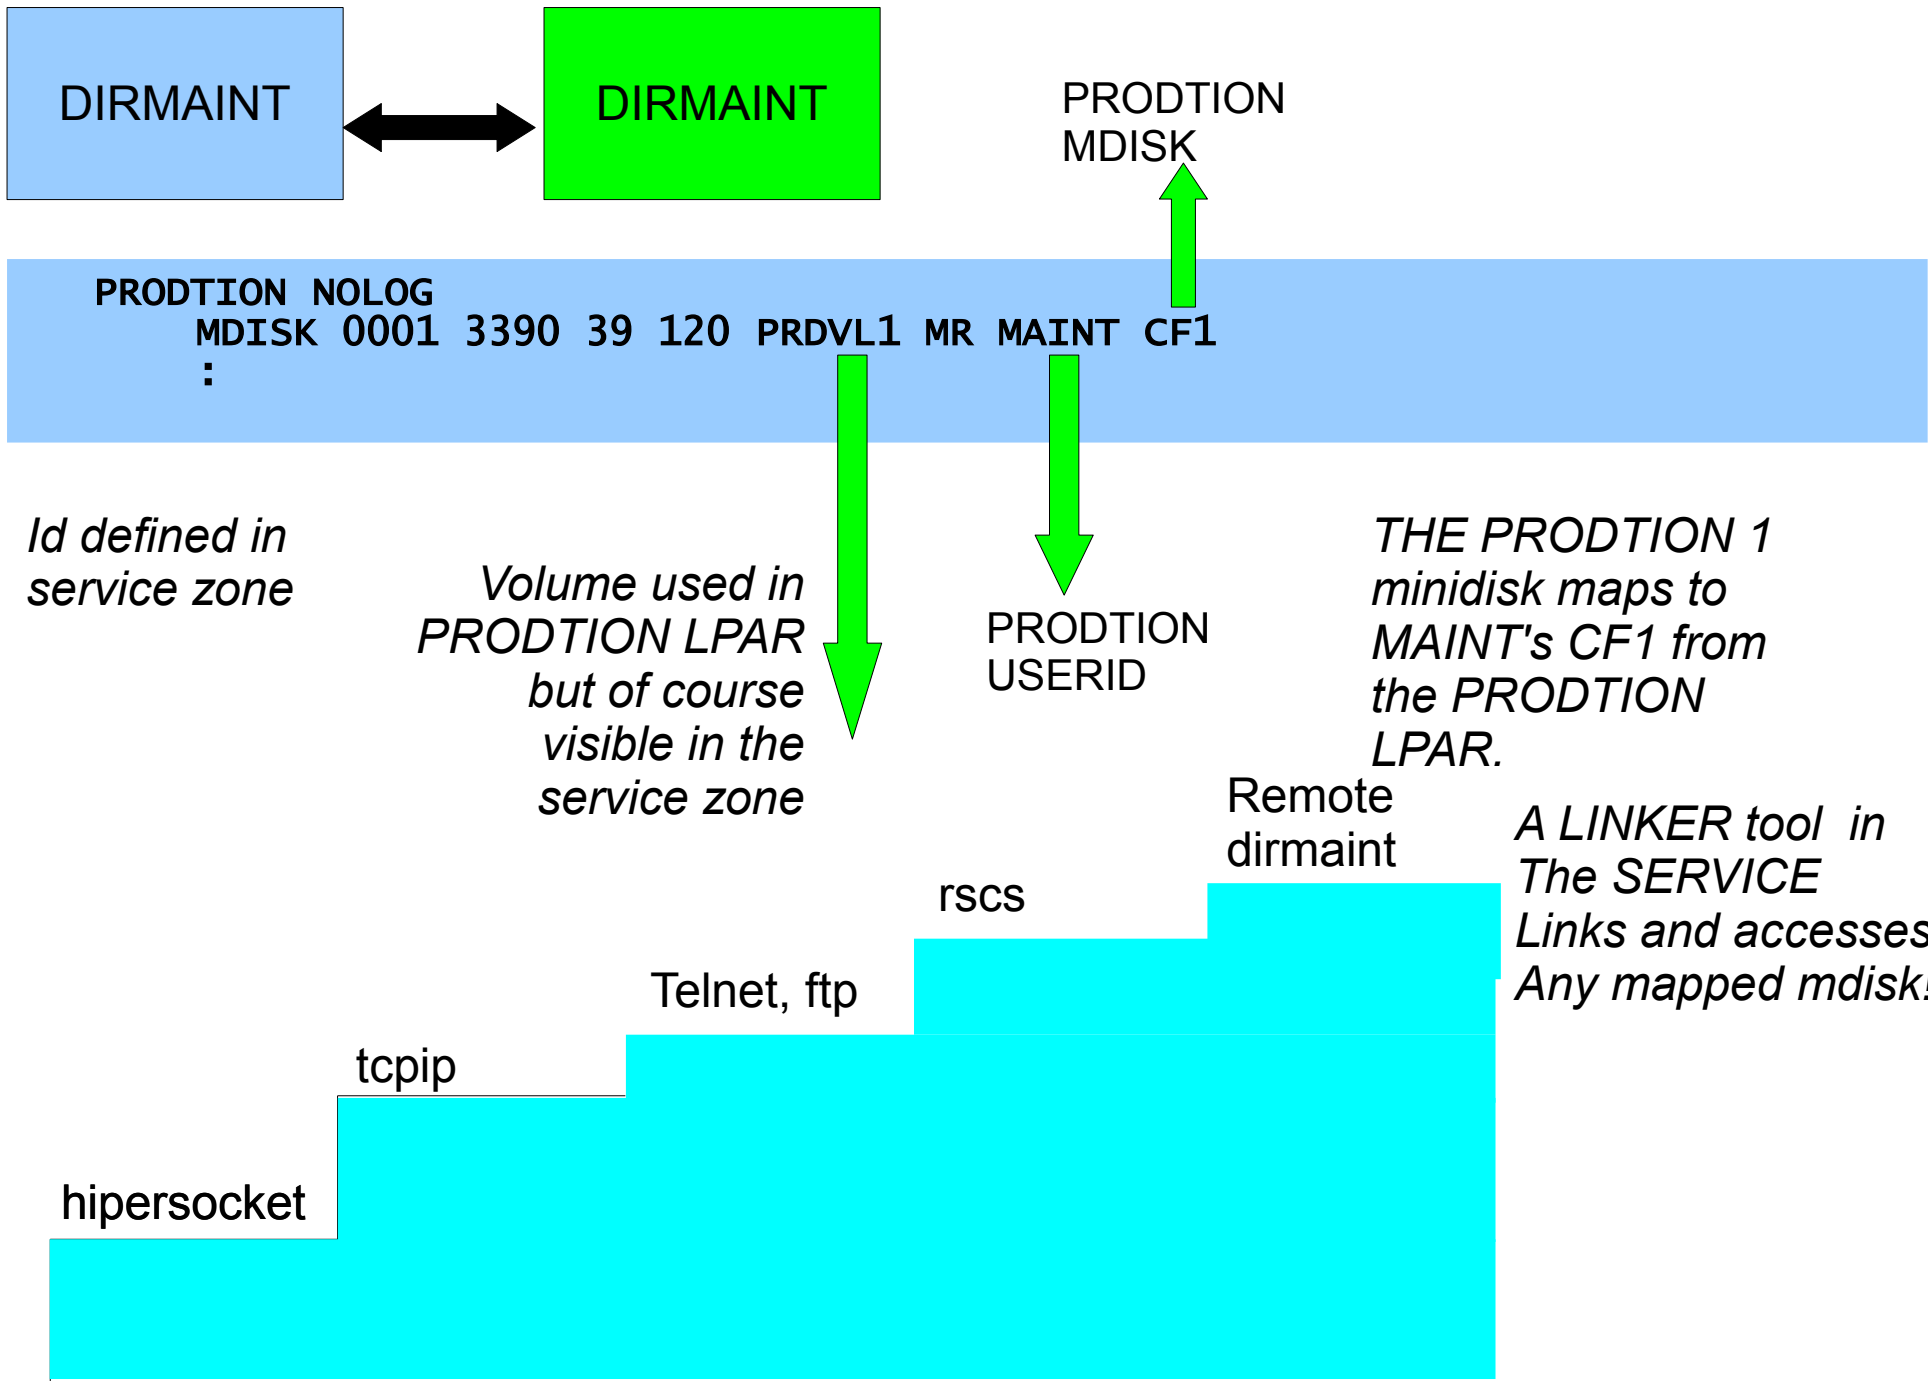 DIRMAINT
DIRMAINT
PRODTION
MDISK
PRODTION NOLOG
MDISK 0001 3390 39 120 PRDVL1 MR MAINT CF1
:
Id defined in
service zone
Volume used in
PRODTION LPAR
but of course
visible in the
service zone
PRODTION
USERID
THE PRODTION 1
minidisk maps to
MAINT's CF1 from
the PRODTION
LPAR.
Remote
dirmaint
A LINKER tool in
The SERVICE
Links and accesses
Any mapped mdisk!
rscs
Telnet, ftp
tcpip
hipersocket